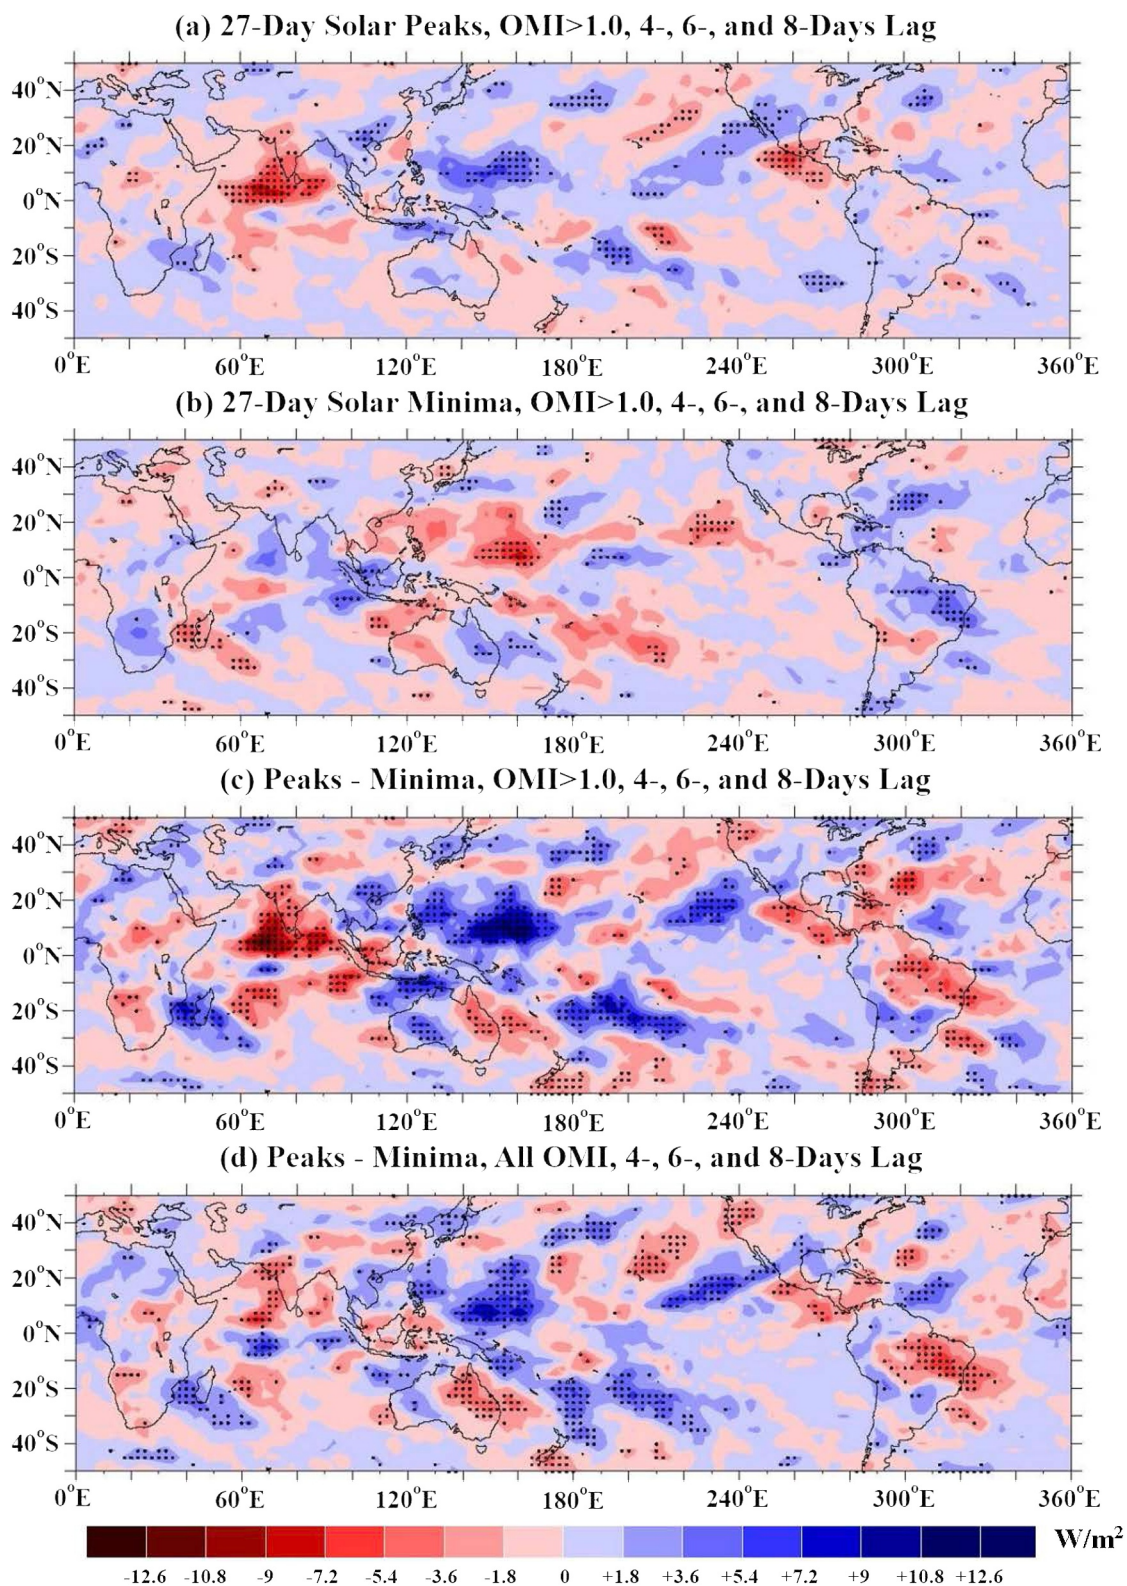 (a) 27-Day Solar Peaks, OMI>1.0, 4-, 6-, and 8-Days Lag
40°N
20°N
0°N
20°S
40°S
0°E 60°E 120°E 180°E 240°E 300°E 360°E
(b) 27-Day Solar Minima, OMI>1.0, 4-, 6-, and 8-Days Lag
40°N
20°N
0°N
20°S
40°S
0°E 60°E 120°E 180°E 240°E 300°E 360°E
(c) Peaks - Minima, OMI>1.0, 4-, 6-, and 8-Days Lag
40°N
20°N
0°N
20°S
40°S
0°E 60°E 120°E 180°E 240°E 300°E 360°E
(d) Peaks - Minima, All OMI, 4-, 6-, and 8-Days Lag
40°N
20°N
0°N
20°S
40°S
0°E 60°E 120°E 180°E 240°E 300°E 360°E
W/m²
-12.6 -10.8 -9 -7.2 -5.4 -3.6 -1.8 0 +1.8 +3.6 +5.4 +7.2 +9 +10.8 +12.6